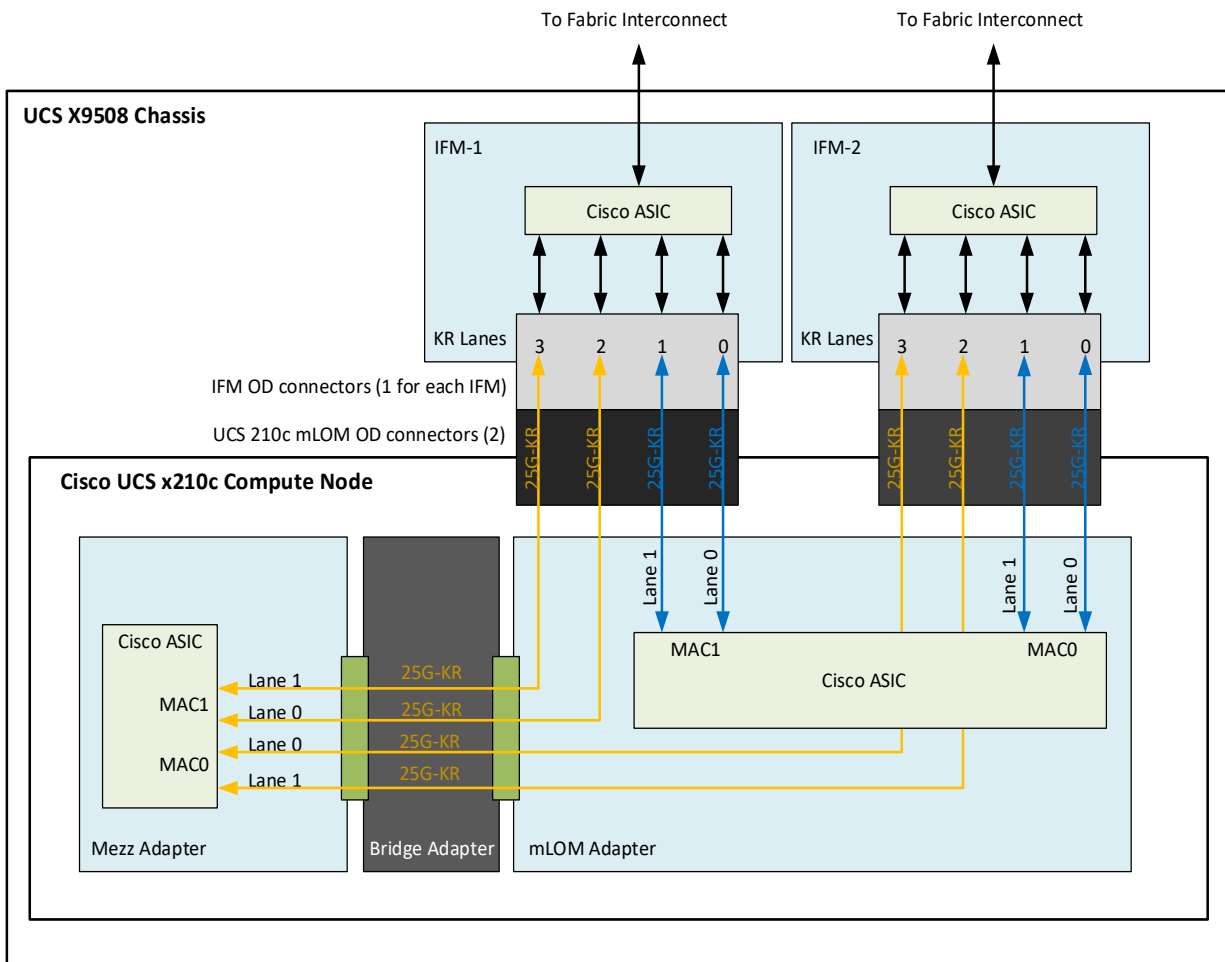 To Fabric Interconnect
To Fabric Interconnect
UCS X9508 Chassis
IFM-1
IFM-2
Cisco ASIC
Cisco ASIC
KR Lanes
3
2
1
0
KR Lanes
3
2
1
0
IFM OD connectors (1 for each IFM)
UCS 210c mLOM OD connectors (2)
25G-KR
25G-KR
25G-KR
25G-KR
25G-KR
25G-KR
25G-KR
25G-KR
Cisco UCS x210c Compute Node
Lane 1
Lane 0
Lane 1
Lane 0
Cisco ASIC
MAC1
MAC0
Cisco ASIC
Lane 1
25G-KR
MAC1
Lane 0
25G-KR
Lane 0
25G-KR
MAC0
Lane 1
25G-KR
Mezz Adapter
Bridge Adapter
mLOM Adapter